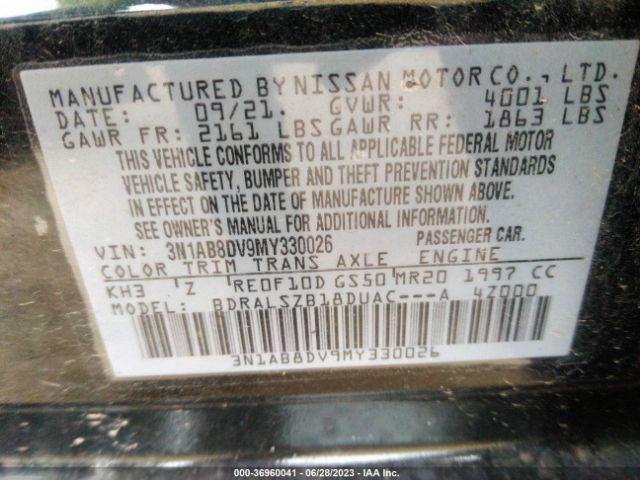 MANUFACTURED BY NISSAN MOTOR CO., LTD.
DATE: 09/21. GVWR: 4001 LBS
GAWR FR: 2161 LBS GAWR RR: 1863 LBS
THIS VEHICLE CONFORMS TO ALL APPLICABLE FEDERAL MOTOR
VEHICLE SAFETY, BUMPER AND THEFT PREVENTION STANDARDS
IN EFFECT ON THE DATE OF MANUFACTURE SHOWN ABOVE.
SEE OWNER'S MANUAL FOR ADDITIONAL INFORMATION.
VIN: 3N1AB8DV9MY330026 PASSENGER CAR.
COLOR TRIM TRANS AXLE ENGINE
KH3 Z RE0F10D GS50 MR20 1997 CC
MODEL: BDRALSZB18DUAC---A 4Z000
3N1AB8DV9MY330026
000-36960041 - 06/28/2023 - IAA Inc.